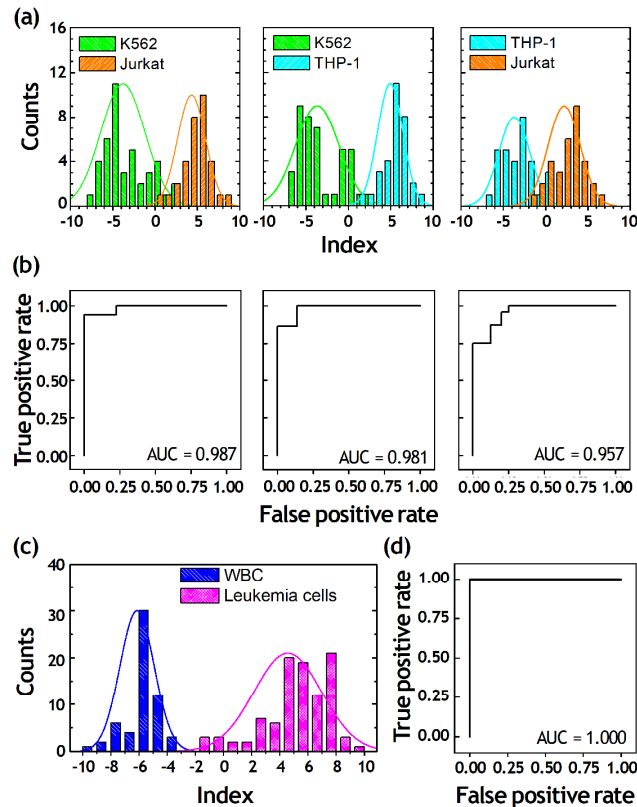 (a)
K562
Jurkat
K562
THP-1
THP-1
Jurkat
16
12
8
4
0
Counts
-10 -5 0 5 10
-10 -5 0 5 10
-10 -5 0 5 10
Index
(b)
1.00
0.75
0.50
0.25
0.00
True positive rate
AUC = 0.987
AUC = 0.981
AUC = 0.957
0.00 0.25 0.50 0.75 1.00
0.00 0.25 0.50 0.75 1.00
0.00 0.25 0.50 0.75 1.00
False positive rate
(c)
WBC
Leukemia cells
40
30
20
10
0
Counts
-10 -8 -6 -4 -2 0 2 4 6 8 10
Index
(d)
1.00
0.75
0.50
0.25
0.00
True positive rate
AUC = 1.000
0.00 0.25 0.50 0.75 1.00
False positive rate